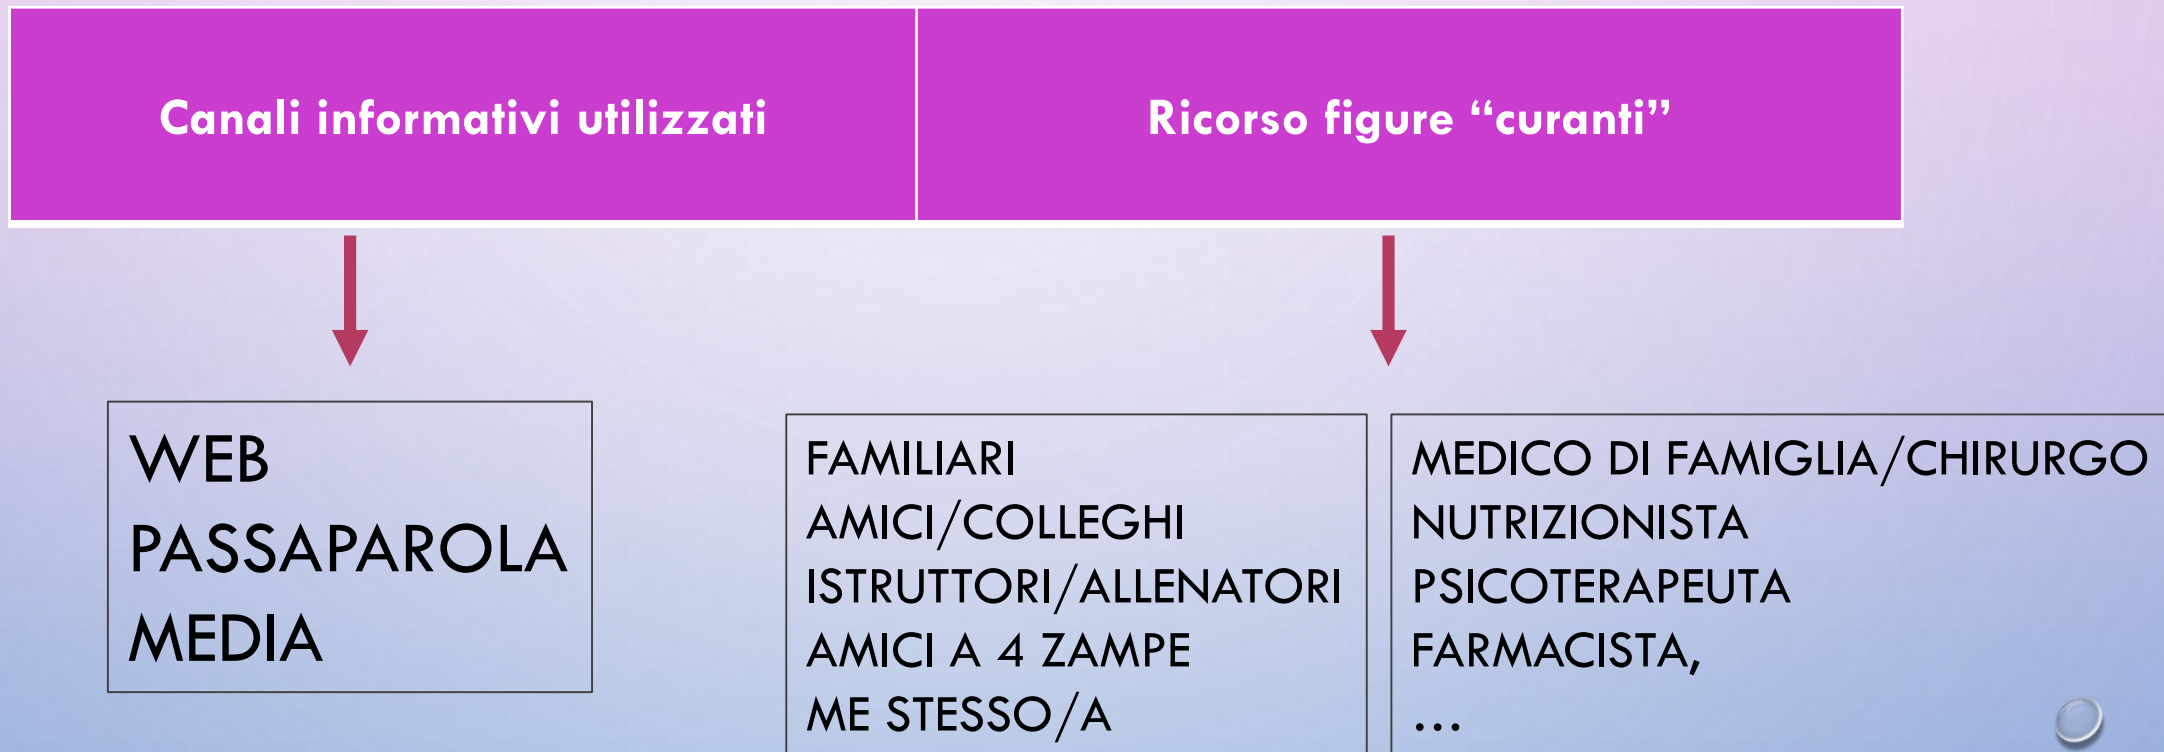 Canali informativi utilizzati
Ricorso figure “curanti”
WEB
PASSAPAROLA
MEDIA
FAMILIARI
AMICI/COLLEGHI
ISTRUTTORI/ALLENATORI
AMICI A 4 ZAMPE
ME STESSO/A
MEDICO DI FAMIGLIA/CHIRURGO
NUTRIZIONISTA
PSICOTERAPEUTA
FARMACISTA,
...